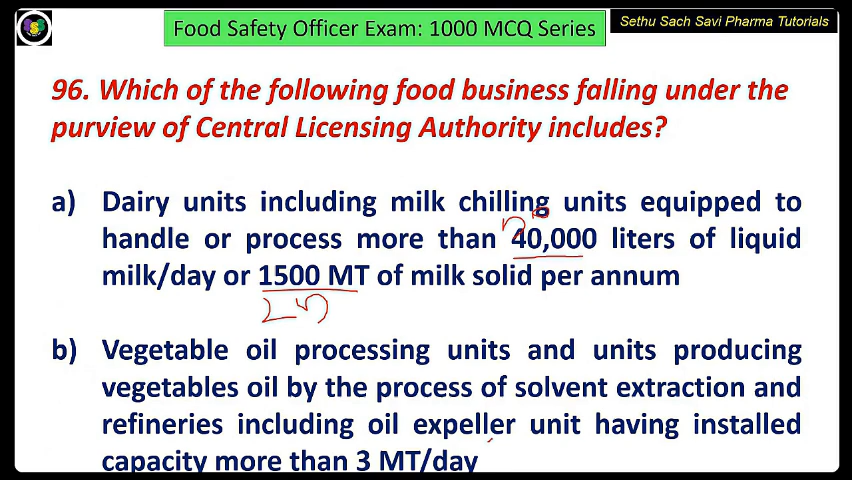 Food Safety Officer Exam: 1000 MCQ Series
Sethu Sach Savi Pharma Tutorials
96. Which of the following food business falling under the
purview of Central Licensing Authority includes?
a) Dairy units including milk chilling units equipped to
handle or process more than 40,000 liters of liquid
milk/day or 1500 MT of milk solid per annum
b) Vegetable oil processing units and units producing
vegetables oil by the process of solvent extraction and
refineries including oil expeller unit having installed
capacity more than 3 MT/day